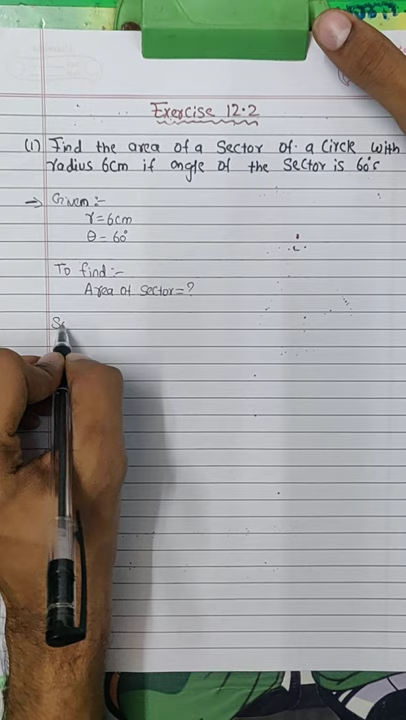 Exercise 12.2
(1) Find the area of a Sector of a Circle with
radius 6cm if angle of the Sector is 60°
→ Given :-
r = 6cm
θ = 60°
To find :-
Area of Sector = ?